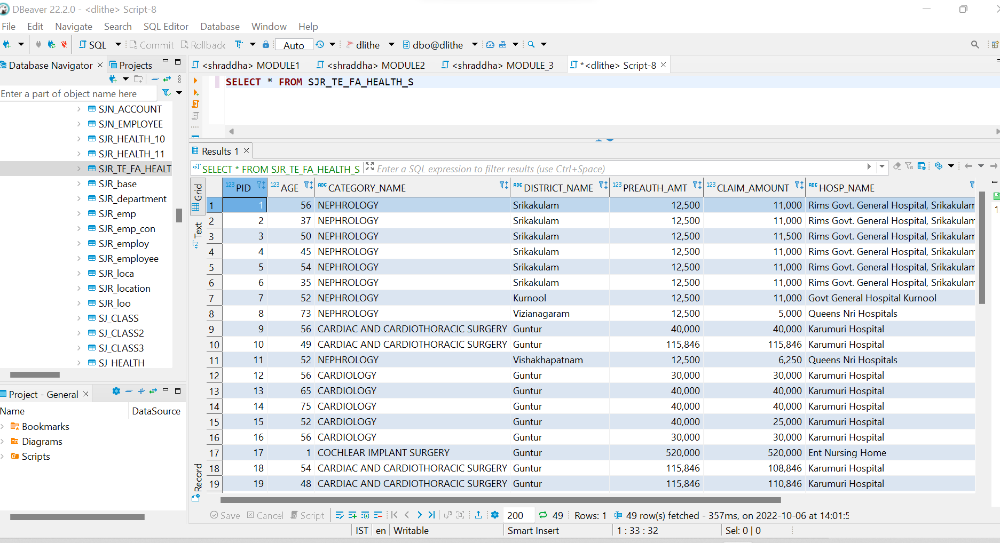 DBeaver 22.2.0 - <dlithe> Script-8
File Edit Navigate Search SQL Editor Database Window Help
SQL Commit Rollback Auto dlithe dbo@dlithe
Database Navigator Projects
Enter a part of object name here
SJN_ACCOUNT
SJN_EMPLOYEE
SJR_HEALTH_10
SJR_HEALTH_11
SJR_TE_FA_HEALT
SJR_base
SJR_department
SJR_emp
SJR_emp_con
SJR_employ
SJR_employee
SJR_loca
SJR_location
SJR_loo
SJ_CLASS
SJ_CLASS2
SJ_CLASS3
SJ_HEALTH
Project - General
Name DataSource
Bookmarks
Diagrams
Scripts
<shraddha> MODULE1 <shraddha> MODULE2 <shraddha> MODULE_3 *<dlithe> Script-8
SELECT * FROM SJR_TE_FA_HEALTH_S
Results 1
SELECT * FROM SJR_TE_FA_HEALTH_S Enter a SQL expression to filter results (use Ctrl+Space)
Grid
Text
Record
123 PID 123 AGE ABC CATEGORY_NAME ABC DISTRICT_NAME 123 PREAUTH_AMT 123 CLAIM_AMOUNT ABC HOSP_NAME
1 1 56 NEPHROLOGY Srikakulam 12,500 11,000 Rims Govt. General Hospital, Srikakulam
2 2 37 NEPHROLOGY Srikakulam 12,500 11,000 Rims Govt. General Hospital, Srikakulam
3 3 50 NEPHROLOGY Srikakulam 12,500 11,500 Rims Govt. General Hospital, Srikakulam
4 4 45 NEPHROLOGY Srikakulam 12,500 11,000 Rims Govt. General Hospital, Srikakulam
5 5 54 NEPHROLOGY Srikakulam 12,500 11,000 Rims Govt. General Hospital, Srikakulam
6 6 35 NEPHROLOGY Srikakulam 12,500 11,000 Rims Govt. General Hospital, Srikakulam
7 7 52 NEPHROLOGY Kurnool 12,500 11,000 Govt General Hospital Kurnool
8 8 73 NEPHROLOGY Vizianagaram 12,500 5,000 Queens Nri Hospitals
9 9 56 CARDIAC AND CARDIOTHORACIC SURGERY Guntur 40,000 40,000 Karumuri Hospital
10 10 49 CARDIAC AND CARDIOTHORACIC SURGERY Guntur 115,846 115,846 Karumuri Hospital
11 11 52 NEPHROLOGY Vishakhapatnam 12,500 6,250 Queens Nri Hospitals
12 12 56 CARDIOLOGY Guntur 30,000 30,000 Karumuri Hospital
13 13 65 CARDIOLOGY Guntur 40,000 40,000 Karumuri Hospital
14 14 75 CARDIOLOGY Guntur 40,000 40,000 Karumuri Hospital
15 15 52 CARDIOLOGY Guntur 40,000 25,000 Karumuri Hospital
16 16 56 CARDIOLOGY Guntur 30,000 30,000 Karumuri Hospital
17 17 1 COCHLEAR IMPLANT SURGERY Guntur 520,000 520,000 Ent Nursing Home
18 18 54 CARDIAC AND CARDIOTHORACIC SURGERY Guntur 115,846 108,846 Karumuri Hospital
19 19 48 CARDIAC AND CARDIOTHORACIC SURGERY Guntur 115,846 110,846 Karumuri Hospital
1
Save Cancel Script 200 49 Rows: 1 49 row(s) fetched - 357ms, on 2022-10-06 at 14:01:5
IST en Writable Smart Insert 1 : 33 : 32 Sel: 0 | 0